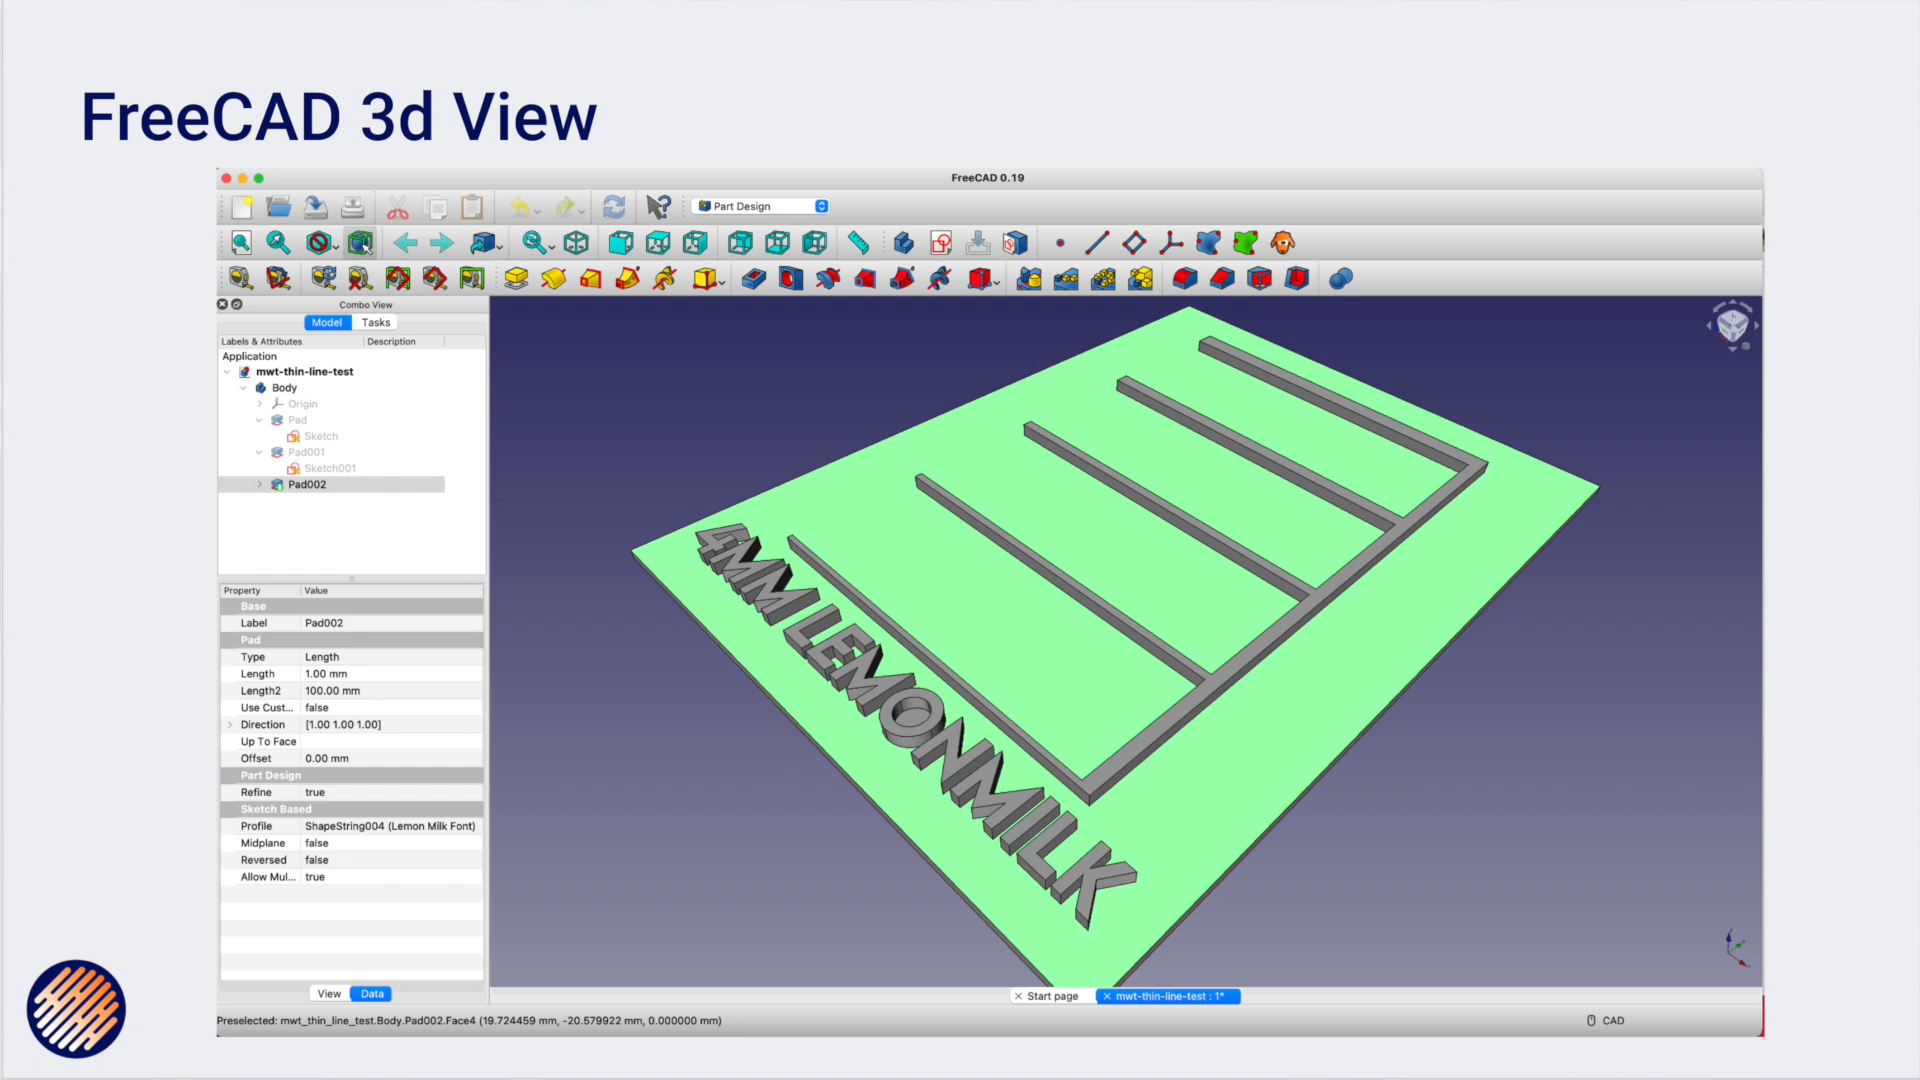 FreeCAD 3d View
FreeCAD 0.19
Part Design
Combo View
Model Tasks
Labels & Attributes Description
Application
mwt-thin-line-test
Body
Origin
Pad
Sketch
Pad001
Sketch001
Pad002
Property Value
Base
Label Pad002
Pad
Type Length
Length 1.00 mm
Length2 100.00 mm
Use Cust... false
Direction [1.00 1.00 1.00]
Up To Face
Offset 0.00 mm
Part Design
Refine true
Sketch Based
Profile ShapeString004 (Lemon Milk Font)
Midplane false
Reversed false
Allow Mul... true
View Data
4MM LEMONMILK
Start page mwt-thin-line-test : 1*
Preselected: mwt_thin_line_test.Body.Pad002.Face4 (19.724459 mm, -20.579922 mm, 0.000000 mm)
CAD